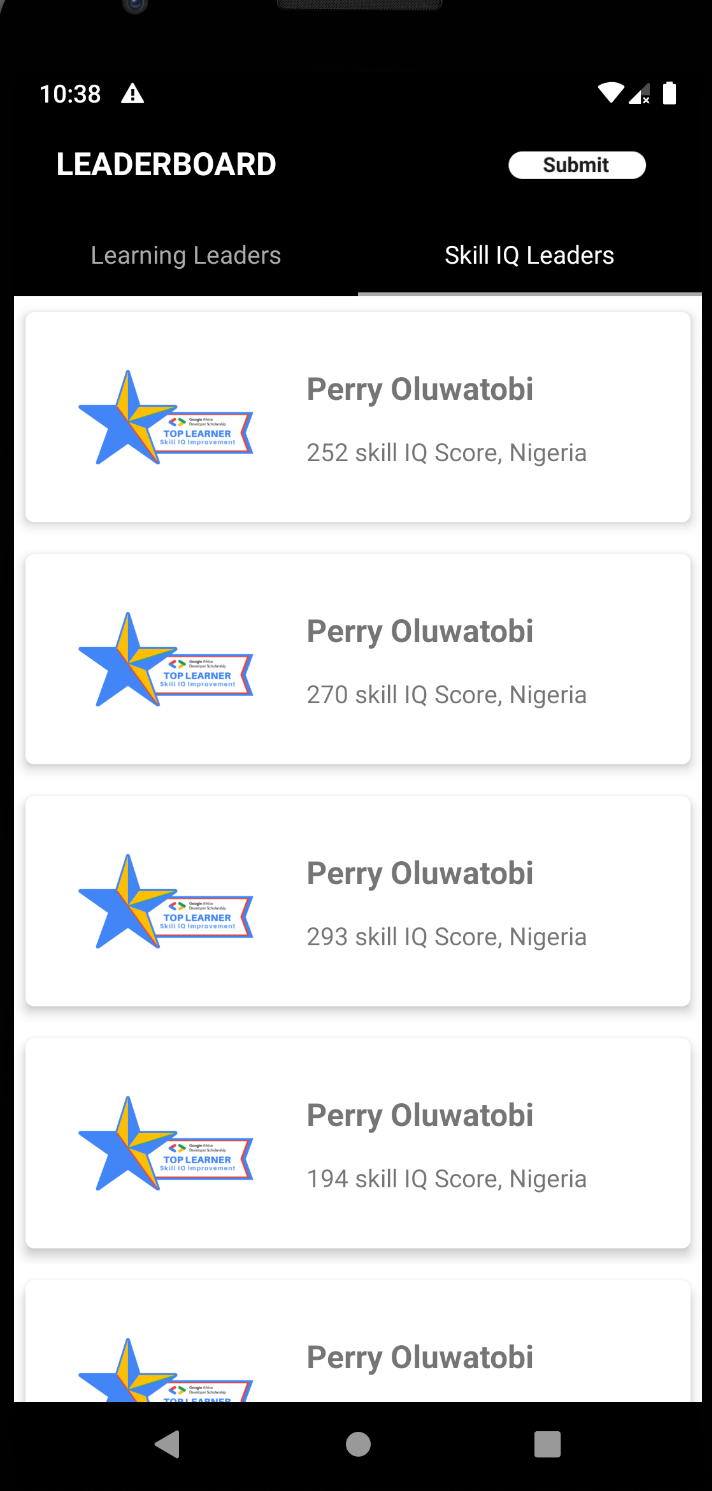 10:38
LEADERBOARD
Submit
Learning Leaders
Skill IQ Leaders
Perry Oluwatobi
Google Africa
Developer Scholarship
TOP LEARNER
Skill IQ Improvement
252 skill IQ Score, Nigeria
Perry Oluwatobi
Google Africa
Developer Scholarship
TOP LEARNER
Skill IQ Improvement
270 skill IQ Score, Nigeria
Perry Oluwatobi
Google Africa
Developer Scholarship
TOP LEARNER
Skill IQ Improvement
293 skill IQ Score, Nigeria
Perry Oluwatobi
Google Africa
Developer Scholarship
TOP LEARNER
Skill IQ Improvement
194 skill IQ Score, Nigeria
Perry Oluwatobi
Google Africa
Developer Scholarship
TOP LEARNER